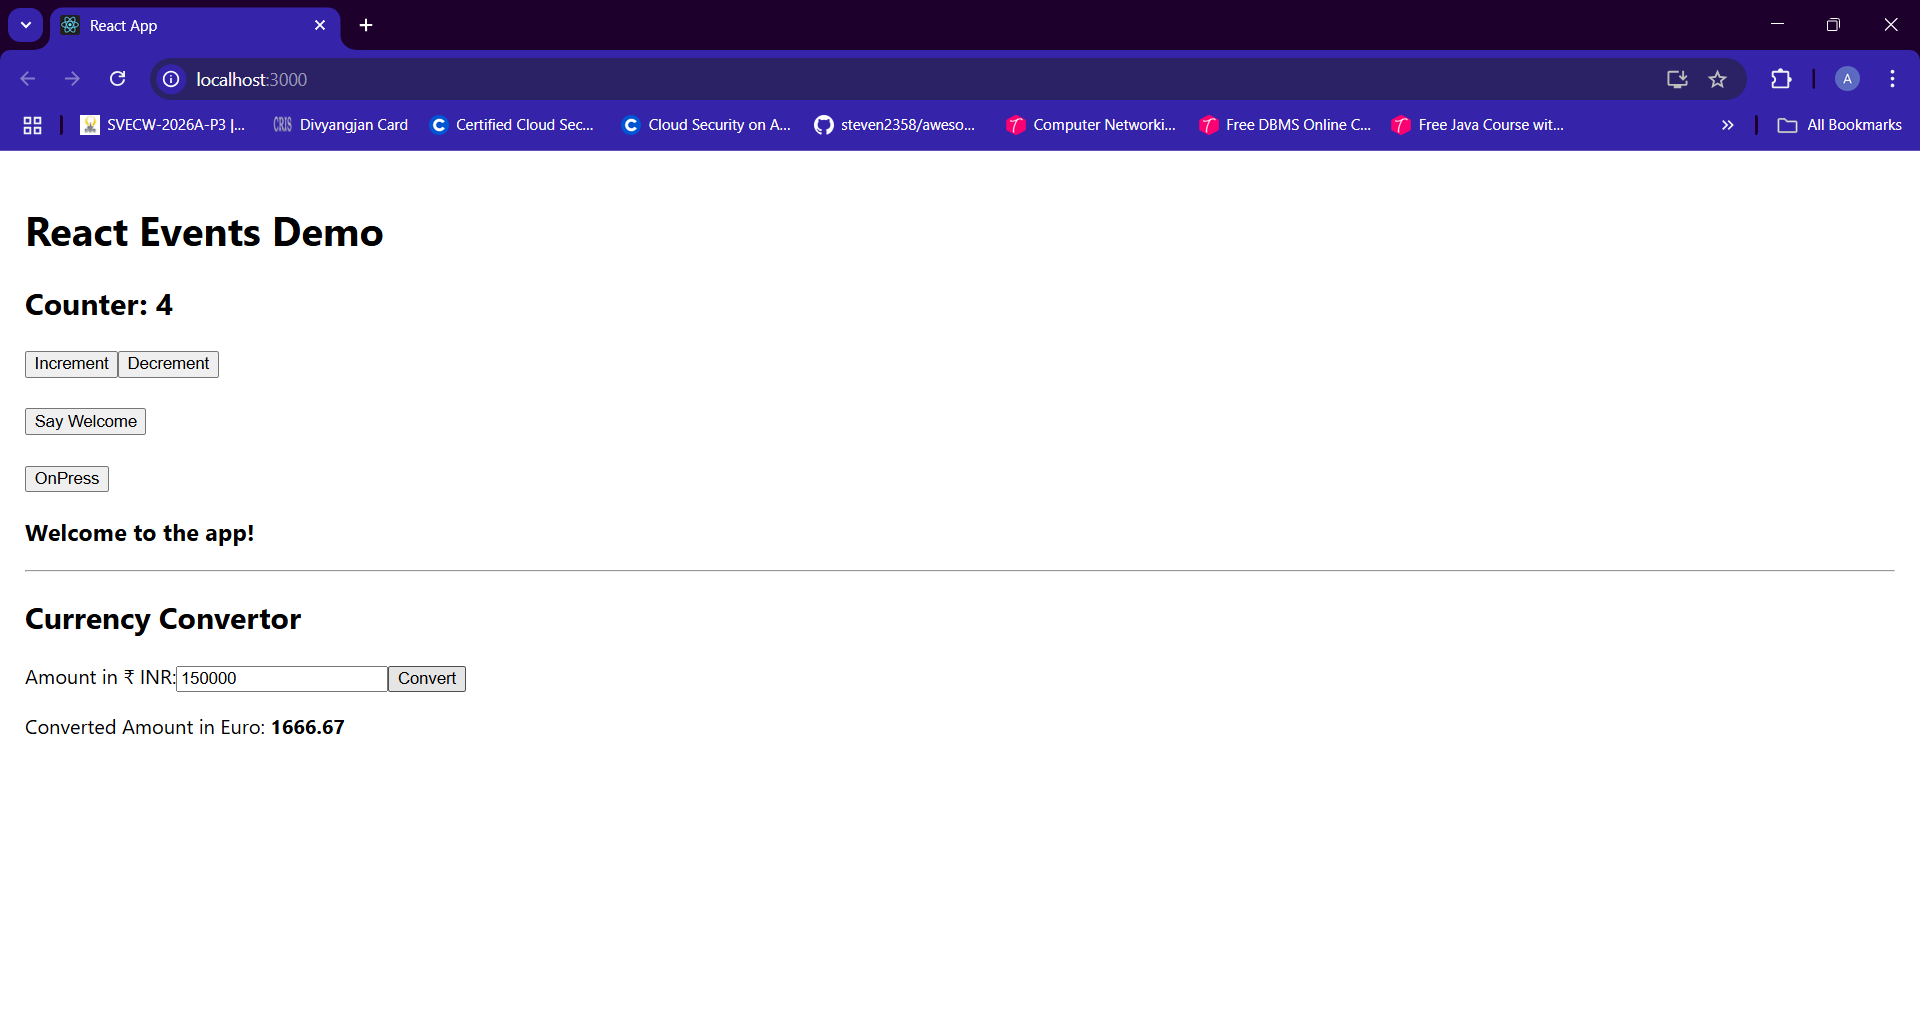 React App
localhost:3000
A
SVECW-2026A-P3 |...
CRIS Divyangjan Card
C Certified Cloud Sec...
C Cloud Security on A...
steven2358/aweso...
Computer Networki...
Free DBMS Online C...
Free Java Course wit...
All Bookmarks
React Events Demo
Counter: 4
Increment Decrement
Say Welcome
OnPress
Welcome to the app!
Currency Convertor
Amount in ₹ INR: 150000 Convert
Converted Amount in Euro: 1666.67